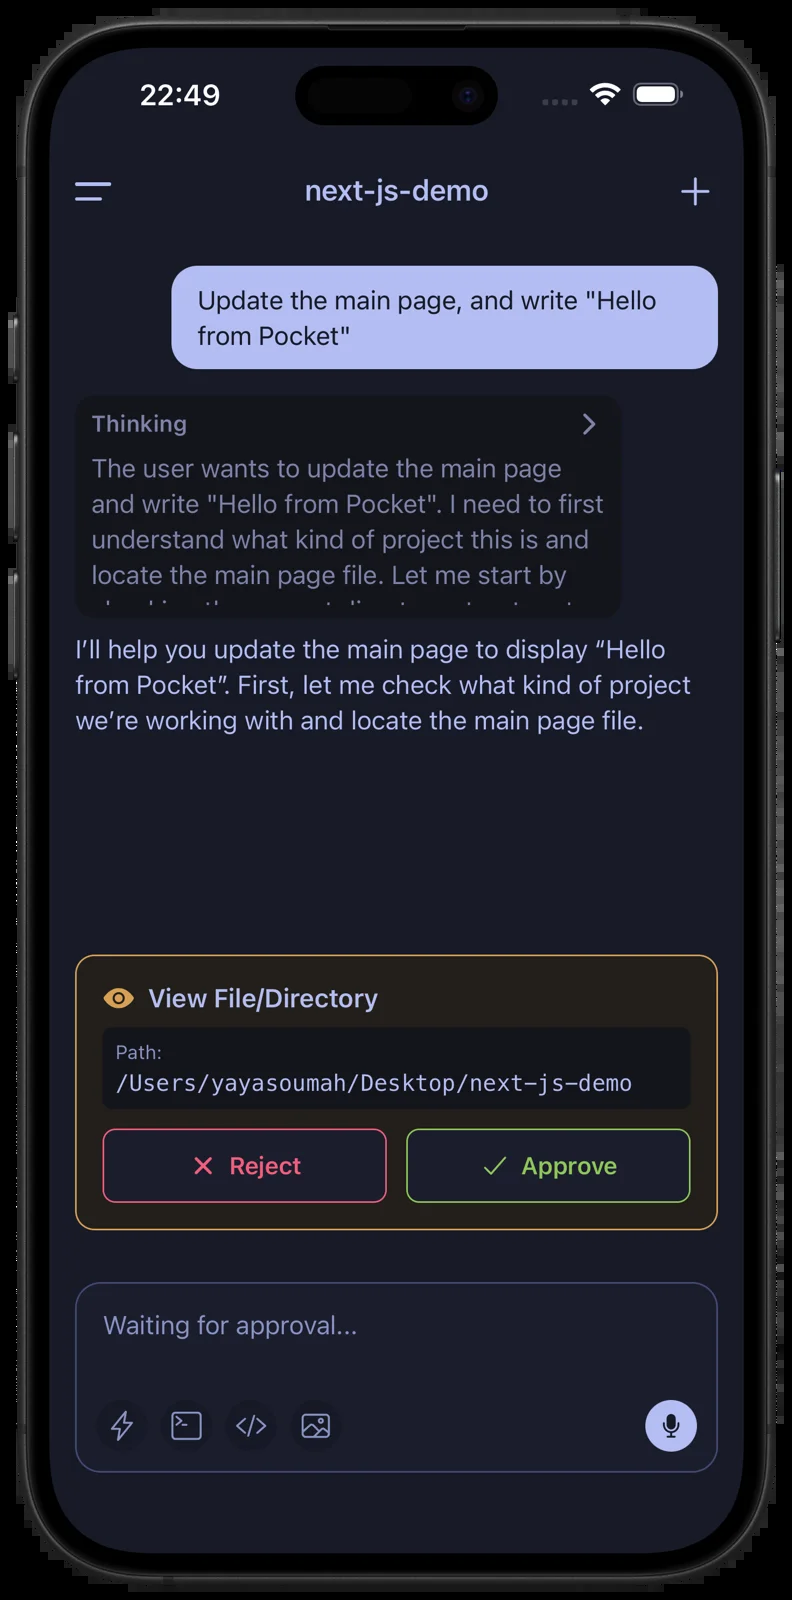 22:49
next-js-demo
Update the main page, and write "Hello
from Pocket"
Thinking
The user wants to update the main page
and write "Hello from Pocket". I need to first
understand what kind of project this is and
locate the main page file. Let me start by
I’ll help you update the main page to display “Hello
from Pocket”. First, let me check what kind of project
we’re working with and locate the main page file.
View File/Directory
Path:
/Users/yayasoumah/Desktop/next-js-demo
Reject
Approve
Waiting for approval...